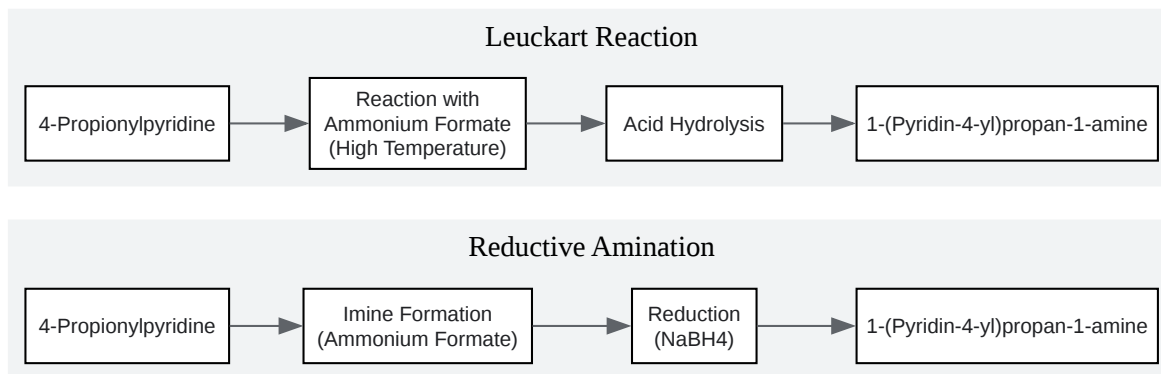 Leuckart Reaction
4-Propionylpyridine
Reaction with
Ammonium Formate
(High Temperature)
Acid Hydrolysis
1-(Pyridin-4-yl)propan-1-amine
Reductive Amination
4-Propionylpyridine
Imine Formation
(Ammonium Formate)
Reduction
(NaBH4)
1-(Pyridin-4-yl)propan-1-amine